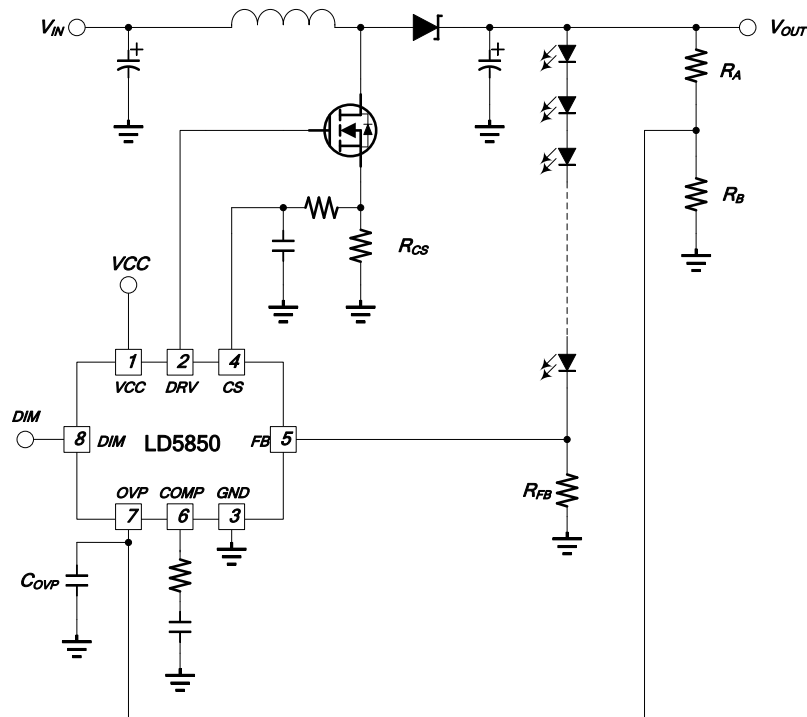 VIN
VOUT
+
+
RA
RB
RCS
VCC
1
2
4
VCC
DRV
CS
DIM
8
DIM
LD5850
FB
5
OVP
COMP
GND
7
6
3
RFB
COVP